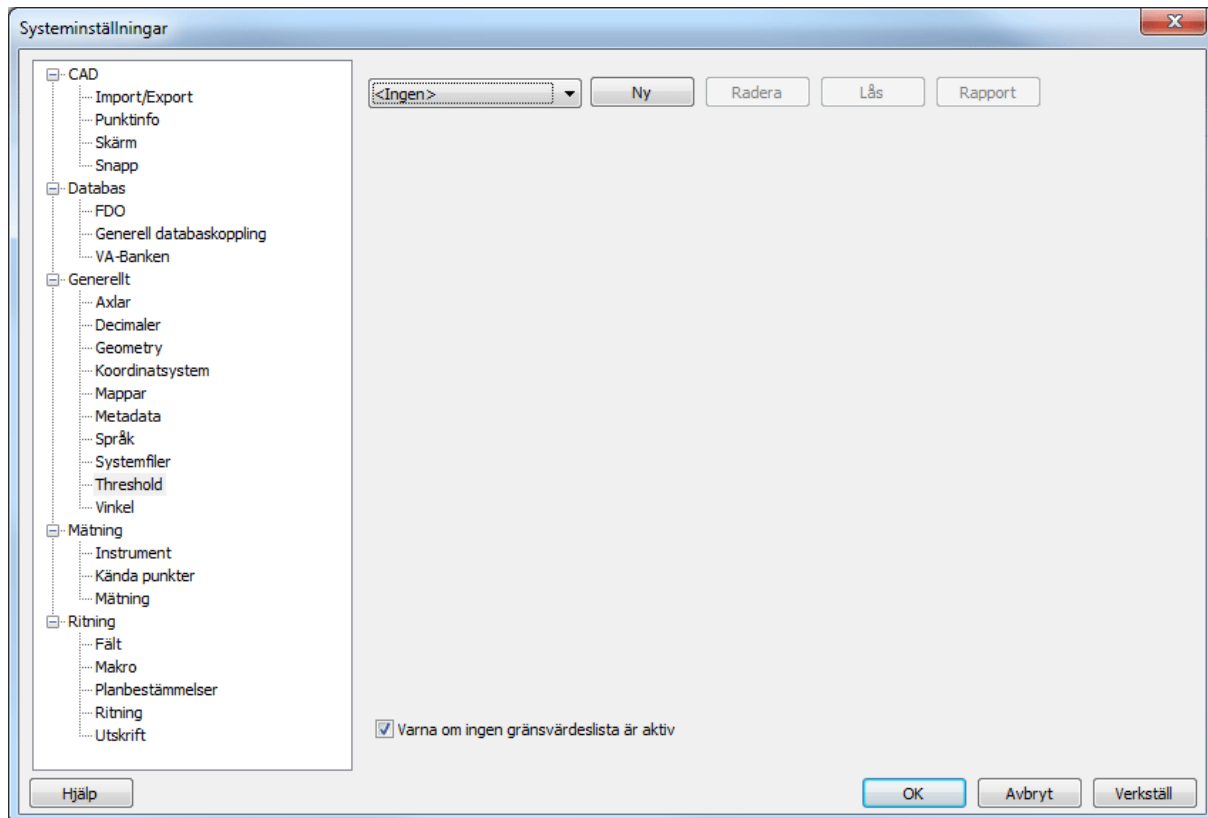 Systeminställningar
CAD
Import/Export
Punktinfo
Skärm
Snapp
Databas
FDO
Generell databaskoppling
VA-Banken
Generellt
Axlar
Decimaler
Geometry
Koordinatsystem
Mappar
Metadata
Språk
Systemfiler
Threshold
Vinkel
Mätning
Instrument
Kända punkter
Mätning
Ritning
Fält
Makro
Planbestämmelser
Ritning
Utskrift
<Ingen> Ny Radera Lås Rapport
Varna om ingen gränsvärdeslista är aktiv
Hjälp OK Avbryt Verkställ